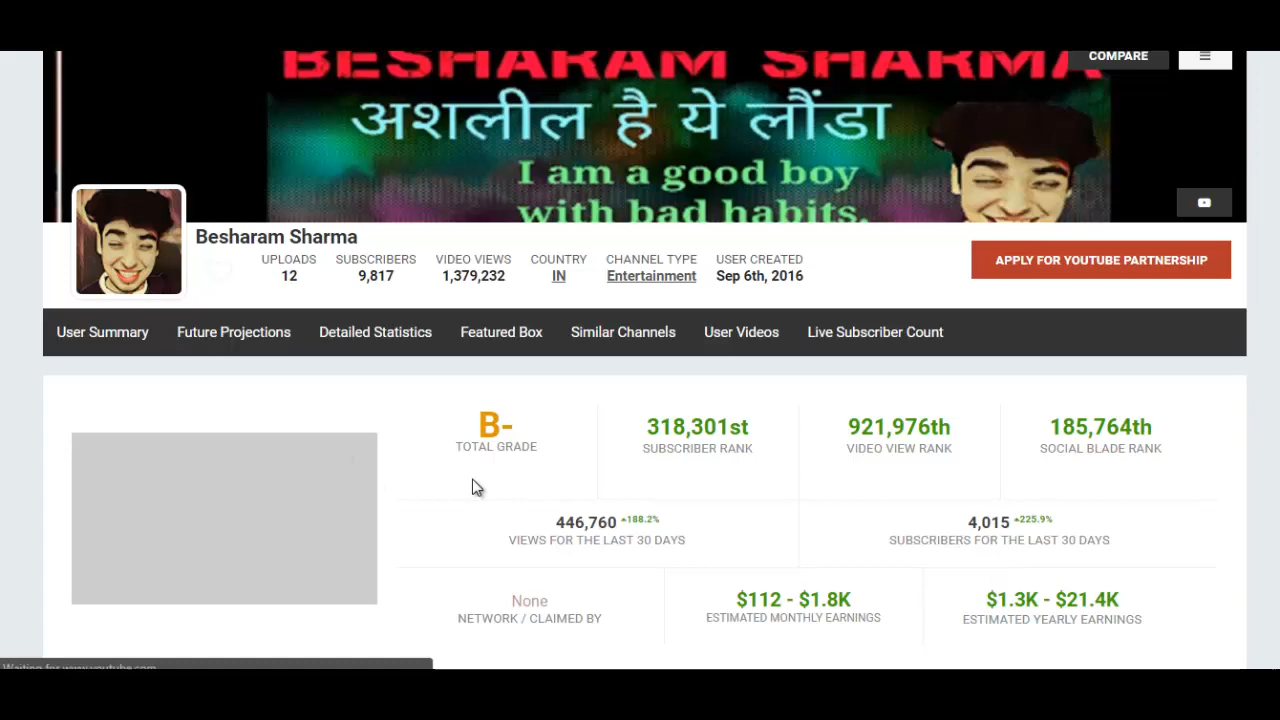 BESHARAM SHARMA
COMPARE
अशलील है ये लौंडा
I am a good boy
with bad habits.
Besharam Sharma
UPLOADS SUBSCRIBERS VIDEO VIEWS COUNTRY CHANNEL TYPE USER CREATED
12 9,817 1,379,232 IN Entertainment Sep 6th, 2016
APPLY FOR YOUTUBE PARTNERSHIP
User Summary Future Projections Detailed Statistics Featured Box Similar Channels User Videos Live Subscriber Count
B- 318,301st 921,976th 185,764th
TOTAL GRADE SUBSCRIBER RANK VIDEO VIEW RANK SOCIAL BLADE RANK
446,760 188.2% 4,015 225.9%
VIEWS FOR THE LAST 30 DAYS SUBSCRIBERS FOR THE LAST 30 DAYS
None $112 - $1.8K $1.3K - $21.4K
NETWORK / CLAIMED BY ESTIMATED MONTHLY EARNINGS ESTIMATED YEARLY EARNINGS
Waiting for www.youtube.com